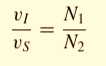 v_I / v_S = N_1 / N_2